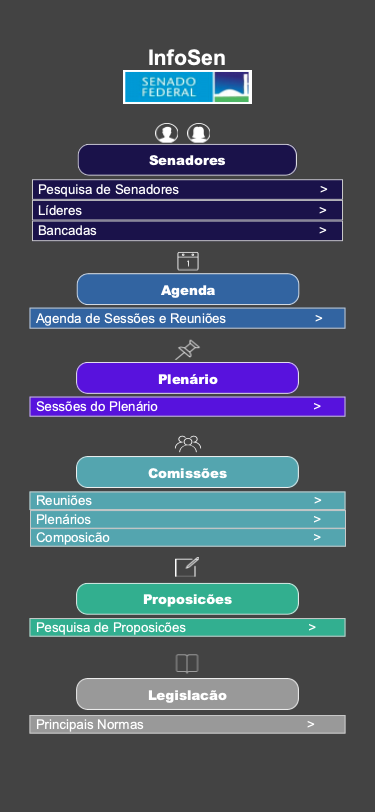 InfoSen
SENADO
FEDERAL
Senadores
Pesquisa de Senadores >
Líderes >
Bancadas >
1
Agenda
Agenda de Sessões e Reuniões >
Plenário
Sessões do Plenário >
Comissões
Reuniões >
Plenários >
Composicão >
Proposicões
Pesquisa de Proposicões >
Legislacão
Principais Normas >